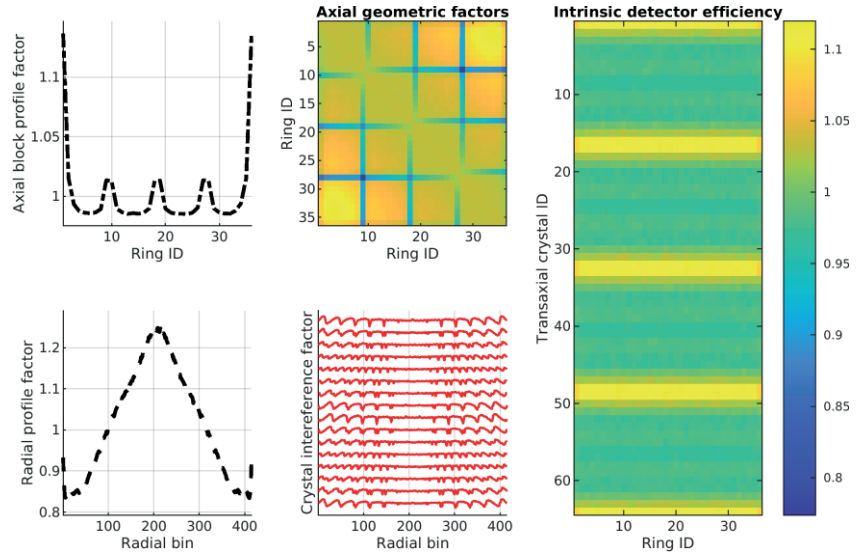 Axial block profile factor
1.1
1.05
1
10 20 30
Ring ID
Axial geometric factors
Ring ID
5
10
15
20
25
30
35
10 20 30
Ring ID
Intrinsic detector efficiency
Transaxial crystal ID
10
20
30
40
50
60
10 20 30
Ring ID
1.1
1.05
1
0.95
0.9
0.85
0.8
Radial profile factor
1.2
1.1
1
0.9
0.8
100 200 300 400
Radial bin
Crystal intereference factor
100 200 300 400
Radial bin